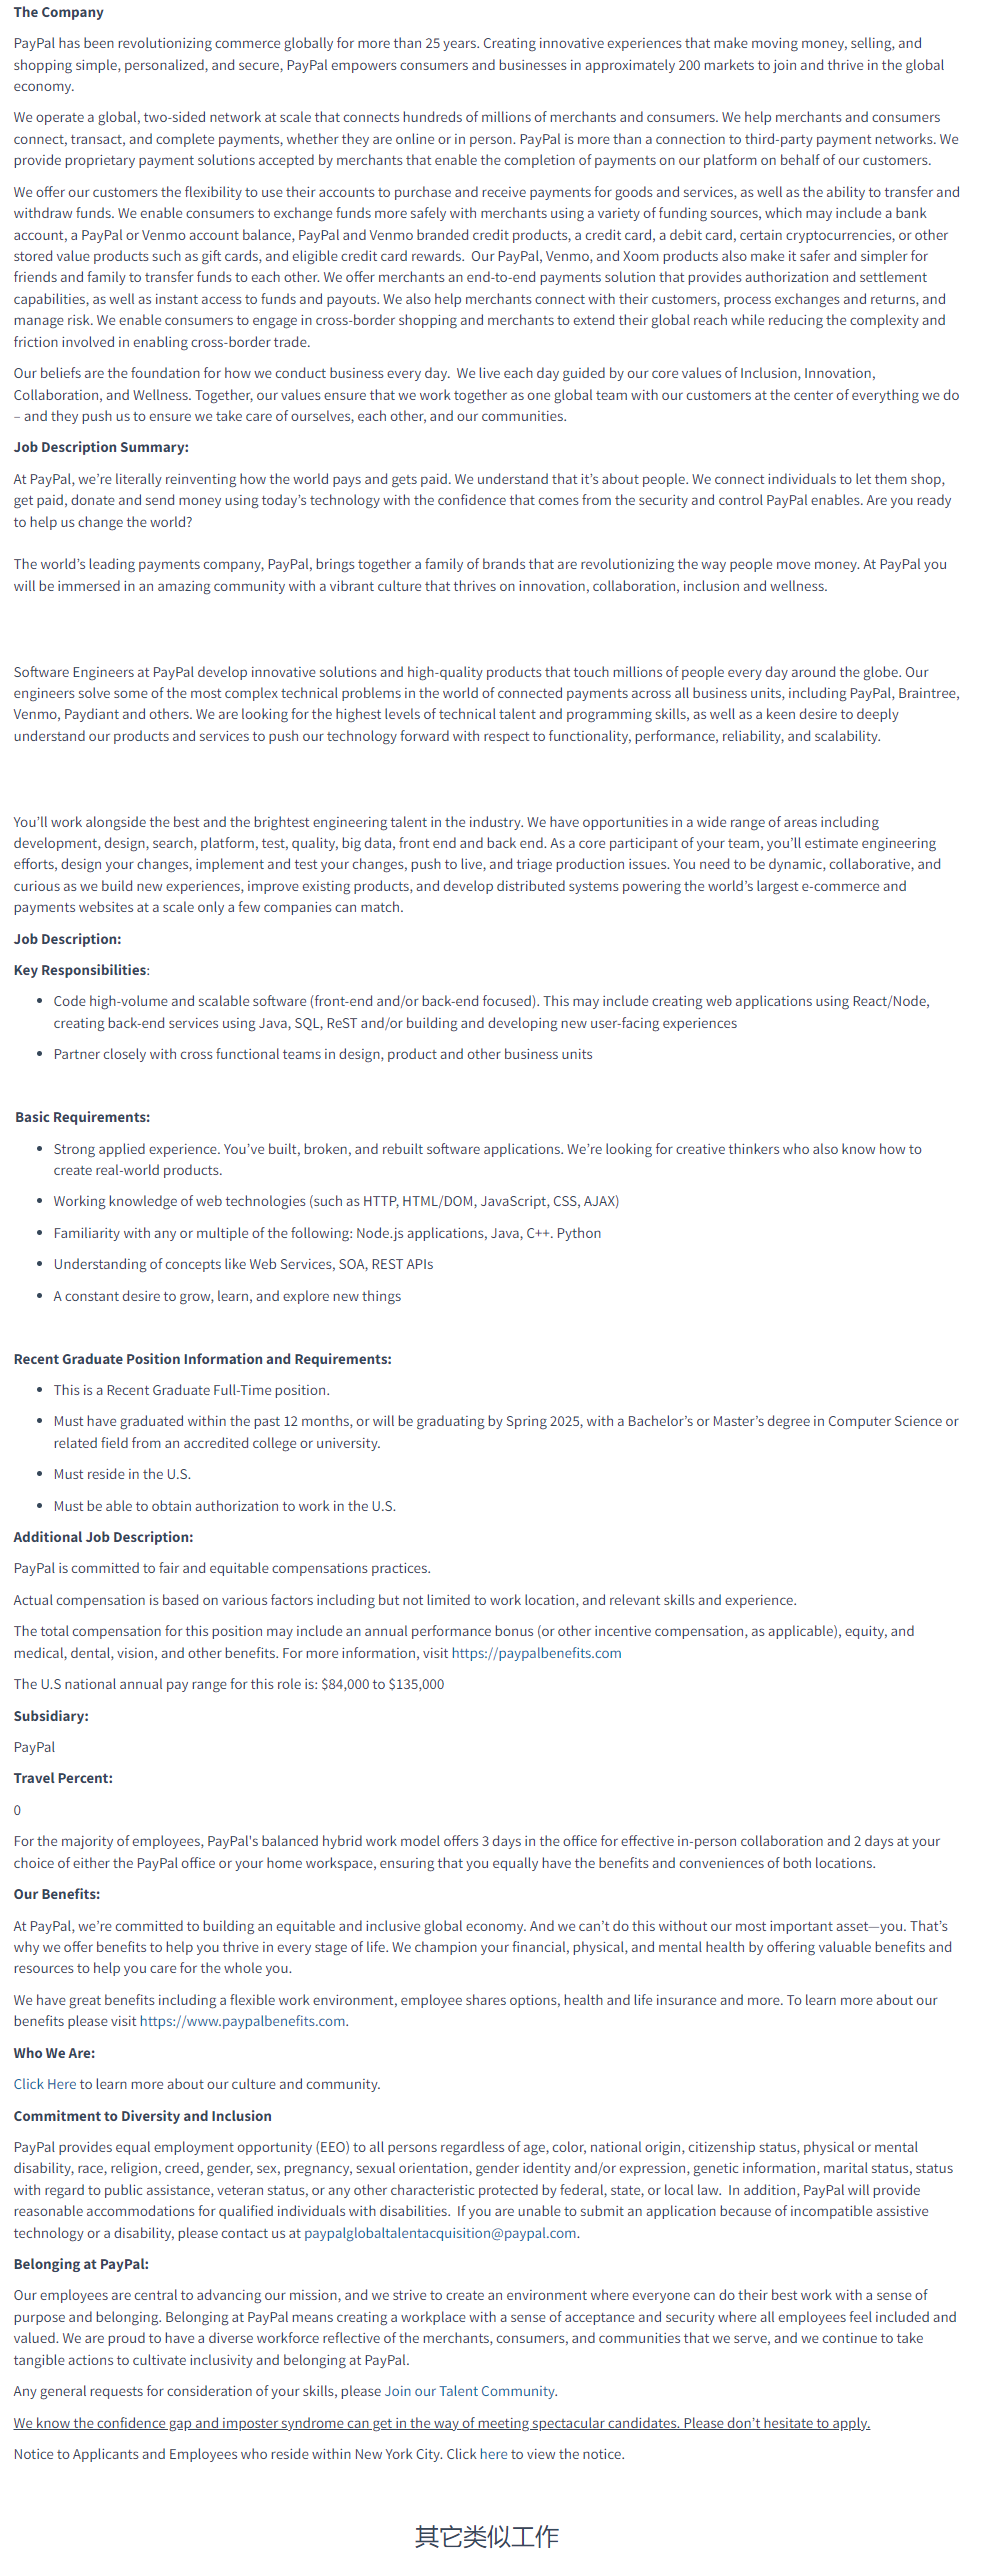 The Company
PayPal has been revolutionizing commerce globally for more than 25 years. Creating innovative experiences that make moving money, selling, and
shopping simple, personalized, and secure, PayPal empowers consumers and businesses in approximately 200 markets to join and thrive in the global
economy.
We operate a global, two-sided network at scale that connects hundreds of millions of merchants and consumers. We help merchants and consumers
connect, transact, and complete payments, whether they are online or in person. PayPal is more than a connection to third-party payment networks. We
provide proprietary payment solutions accepted by merchants that enable the completion of payments on our platform on behalf of our customers.
We offer our customers the flexibility to use their accounts to purchase and receive payments for goods and services, as well as the ability to transfer and
withdraw funds. We enable consumers to exchange funds more safely with merchants using a variety of funding sources, which may include a bank
account, a PayPal or Venmo account balance, PayPal and Venmo branded credit products, a credit card, a debit card, certain cryptocurrencies, or other
stored value products such as gift cards, and eligible credit card rewards.  Our PayPal, Venmo, and Xoom products also make it safer and simpler for
friends and family to transfer funds to each other. We offer merchants an end-to-end payments solution that provides authorization and settlement
capabilities, as well as instant access to funds and payouts. We also help merchants connect with their customers, process exchanges and returns, and
manage risk. We enable consumers to engage in cross-border shopping and merchants to extend their global reach while reducing the complexity and
friction involved in enabling cross-border trade.
Our beliefs are the foundation for how we conduct business every day.  We live each day guided by our core values of Inclusion, Innovation,
Collaboration, and Wellness. Together, our values ensure that we work together as one global team with our customers at the center of everything we do
– and they push us to ensure we take care of ourselves, each other, and our communities.
Job Description Summary:
At PayPal, we're literally reinventing how the world pays and gets paid. We understand that it's about people. We connect individuals to let them shop,
get paid, donate and send money using today's technology with the confidence that comes from the security and control PayPal enables. Are you ready
to help us change the world?
The world's leading payments company, PayPal, brings together a family of brands that are revolutionizing the way people move money. At PayPal you
will be immersed in an amazing community with a vibrant culture that thrives on innovation, collaboration, inclusion and wellness.
Software Engineers at PayPal develop innovative solutions and high-quality products that touch millions of people every day around the globe. Our
engineers solve some of the most complex technical problems in the world of connected payments across all business units, including PayPal, Braintree,
Venmo, Paydiant and others. We are looking for the highest levels of technical talent and programming skills, as well as a keen desire to deeply
understand our products and services to push our technology forward with respect to functionality, performance, reliability, and scalability.
You'll work alongside the best and the brightest engineering talent in the industry. We have opportunities in a wide range of areas including
development, design, search, platform, test, quality, big data, front end and back end. As a core participant of your team, you'll estimate engineering
efforts, design your changes, implement and test your changes, push to live, and triage production issues. You need to be dynamic, collaborative, and
curious as we build new experiences, improve existing products, and develop distributed systems powering the world's largest e-commerce and
payments websites at a scale only a few companies can match.
Job Description:
Key Responsibilities:
• Code high-volume and scalable software (front-end and/or back-end focused). This may include creating web applications using React/Node,
creating back-end services using Java, SQL, ReST and/or building and developing new user-facing experiences
• Partner closely with cross functional teams in design, product and other business units
Basic Requirements:
• Strong applied experience. You've built, broken, and rebuilt software applications. We're looking for creative thinkers who also know how to
create real-world products.
• Working knowledge of web technologies (such as HTTP, HTML/DOM, JavaScript, CSS, AJAX)
• Familiarity with any or multiple of the following: Node.js applications, Java, C++. Python
• Understanding of concepts like Web Services, SOA, REST APIs
• A constant desire to grow, learn, and explore new things
Recent Graduate Position Information and Requirements:
• This is a Recent Graduate Full-Time position.
• Must have graduated within the past 12 months, or will be graduating by Spring 2025, with a Bachelor's or Master's degree in Computer Science or
related field from an accredited college or university.
• Must reside in the U.S.
• Must be able to obtain authorization to work in the U.S.
Additional Job Description:
PayPal is committed to fair and equitable compensations practices.
Actual compensation is based on various factors including but not limited to work location, and relevant skills and experience.
The total compensation for this position may include an annual performance bonus (or other incentive compensation, as applicable), equity, and
medical, dental, vision, and other benefits. For more information, visit https://paypalbenefits.com
The U.S national annual pay range for this role is: $84,000 to $135,000
Subsidiary:
PayPal
Travel Percent:
0
For the majority of employees, PayPal's balanced hybrid work model offers 3 days in the office for effective in-person collaboration and 2 days at your
choice of either the PayPal office or your home workspace, ensuring that you equally have the benefits and conveniences of both locations.
Our Benefits:
At PayPal, we're committed to building an equitable and inclusive global economy. And we can't do this without our most important asset—you. That's
why we offer benefits to help you thrive in every stage of life. We champion your financial, physical, and mental health by offering valuable benefits and
resources to help you care for the whole you.
We have great benefits including a flexible work environment, employee shares options, health and life insurance and more. To learn more about our
benefits please visit https://www.paypalbenefits.com.
Who We Are:
Click Here to learn more about our culture and community.
Commitment to Diversity and Inclusion
PayPal provides equal employment opportunity (EEO) to all persons regardless of age, color, national origin, citizenship status, physical or mental
disability, race, religion, creed, gender, sex, pregnancy, sexual orientation, gender identity and/or expression, genetic information, marital status, status
with regard to public assistance, veteran status, or any other characteristic protected by federal, state, or local law.  In addition, PayPal will provide
reasonable accommodations for qualified individuals with disabilities.  If you are unable to submit an application because of incompatible assistive
technology or a disability, please contact us at paypalglobaltalentacquisition@paypal.com.
Belonging at PayPal:
Our employees are central to advancing our mission, and we strive to create an environment where everyone can do their best work with a sense of
purpose and belonging. Belonging at PayPal means creating a workplace with a sense of acceptance and security where all employees feel included and
valued. We are proud to have a diverse workforce reflective of the merchants, consumers, and communities that we serve, and we continue to take
tangible actions to cultivate inclusivity and belonging at PayPal.
Any general requests for consideration of your skills, please Join our Talent Community.
We know the confidence gap and imposter syndrome can get in the way of meeting spectacular candidates. Please don't hesitate to apply.
Notice to Applicants and Employees who reside within New York City. Click here to view the notice.
其它类似工作